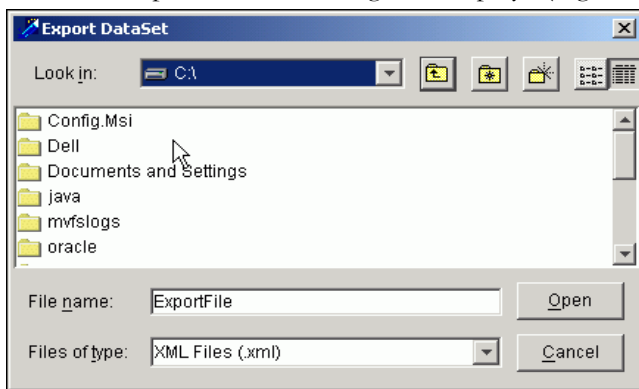 Export DataSet
Look in: C:\
Config.Msi
Dell
Documents and Settings
java
mvfslogs
oracle
File name: ExportFile Open
Files of type: XML Files (.xml) Cancel